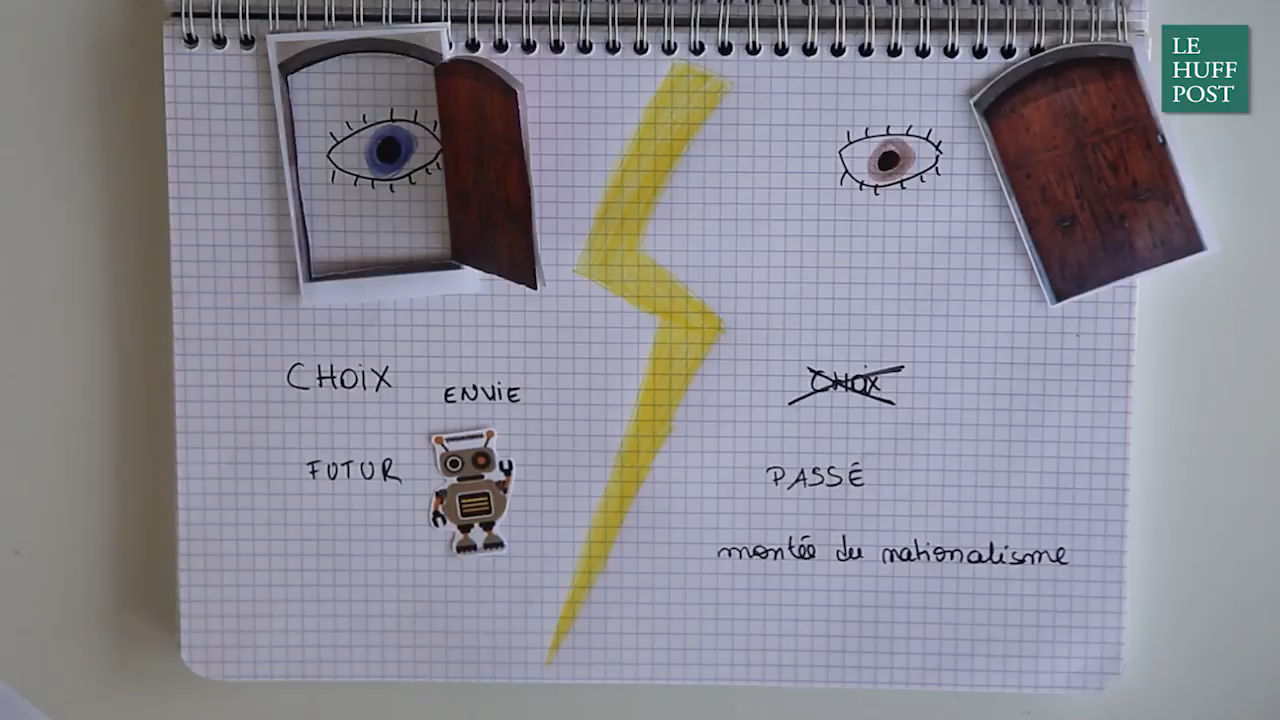 LE
HUFF
POST
CHOIX
ENVIE
FUTUR
CHOIX
PASSÉ
montée du nationalisme